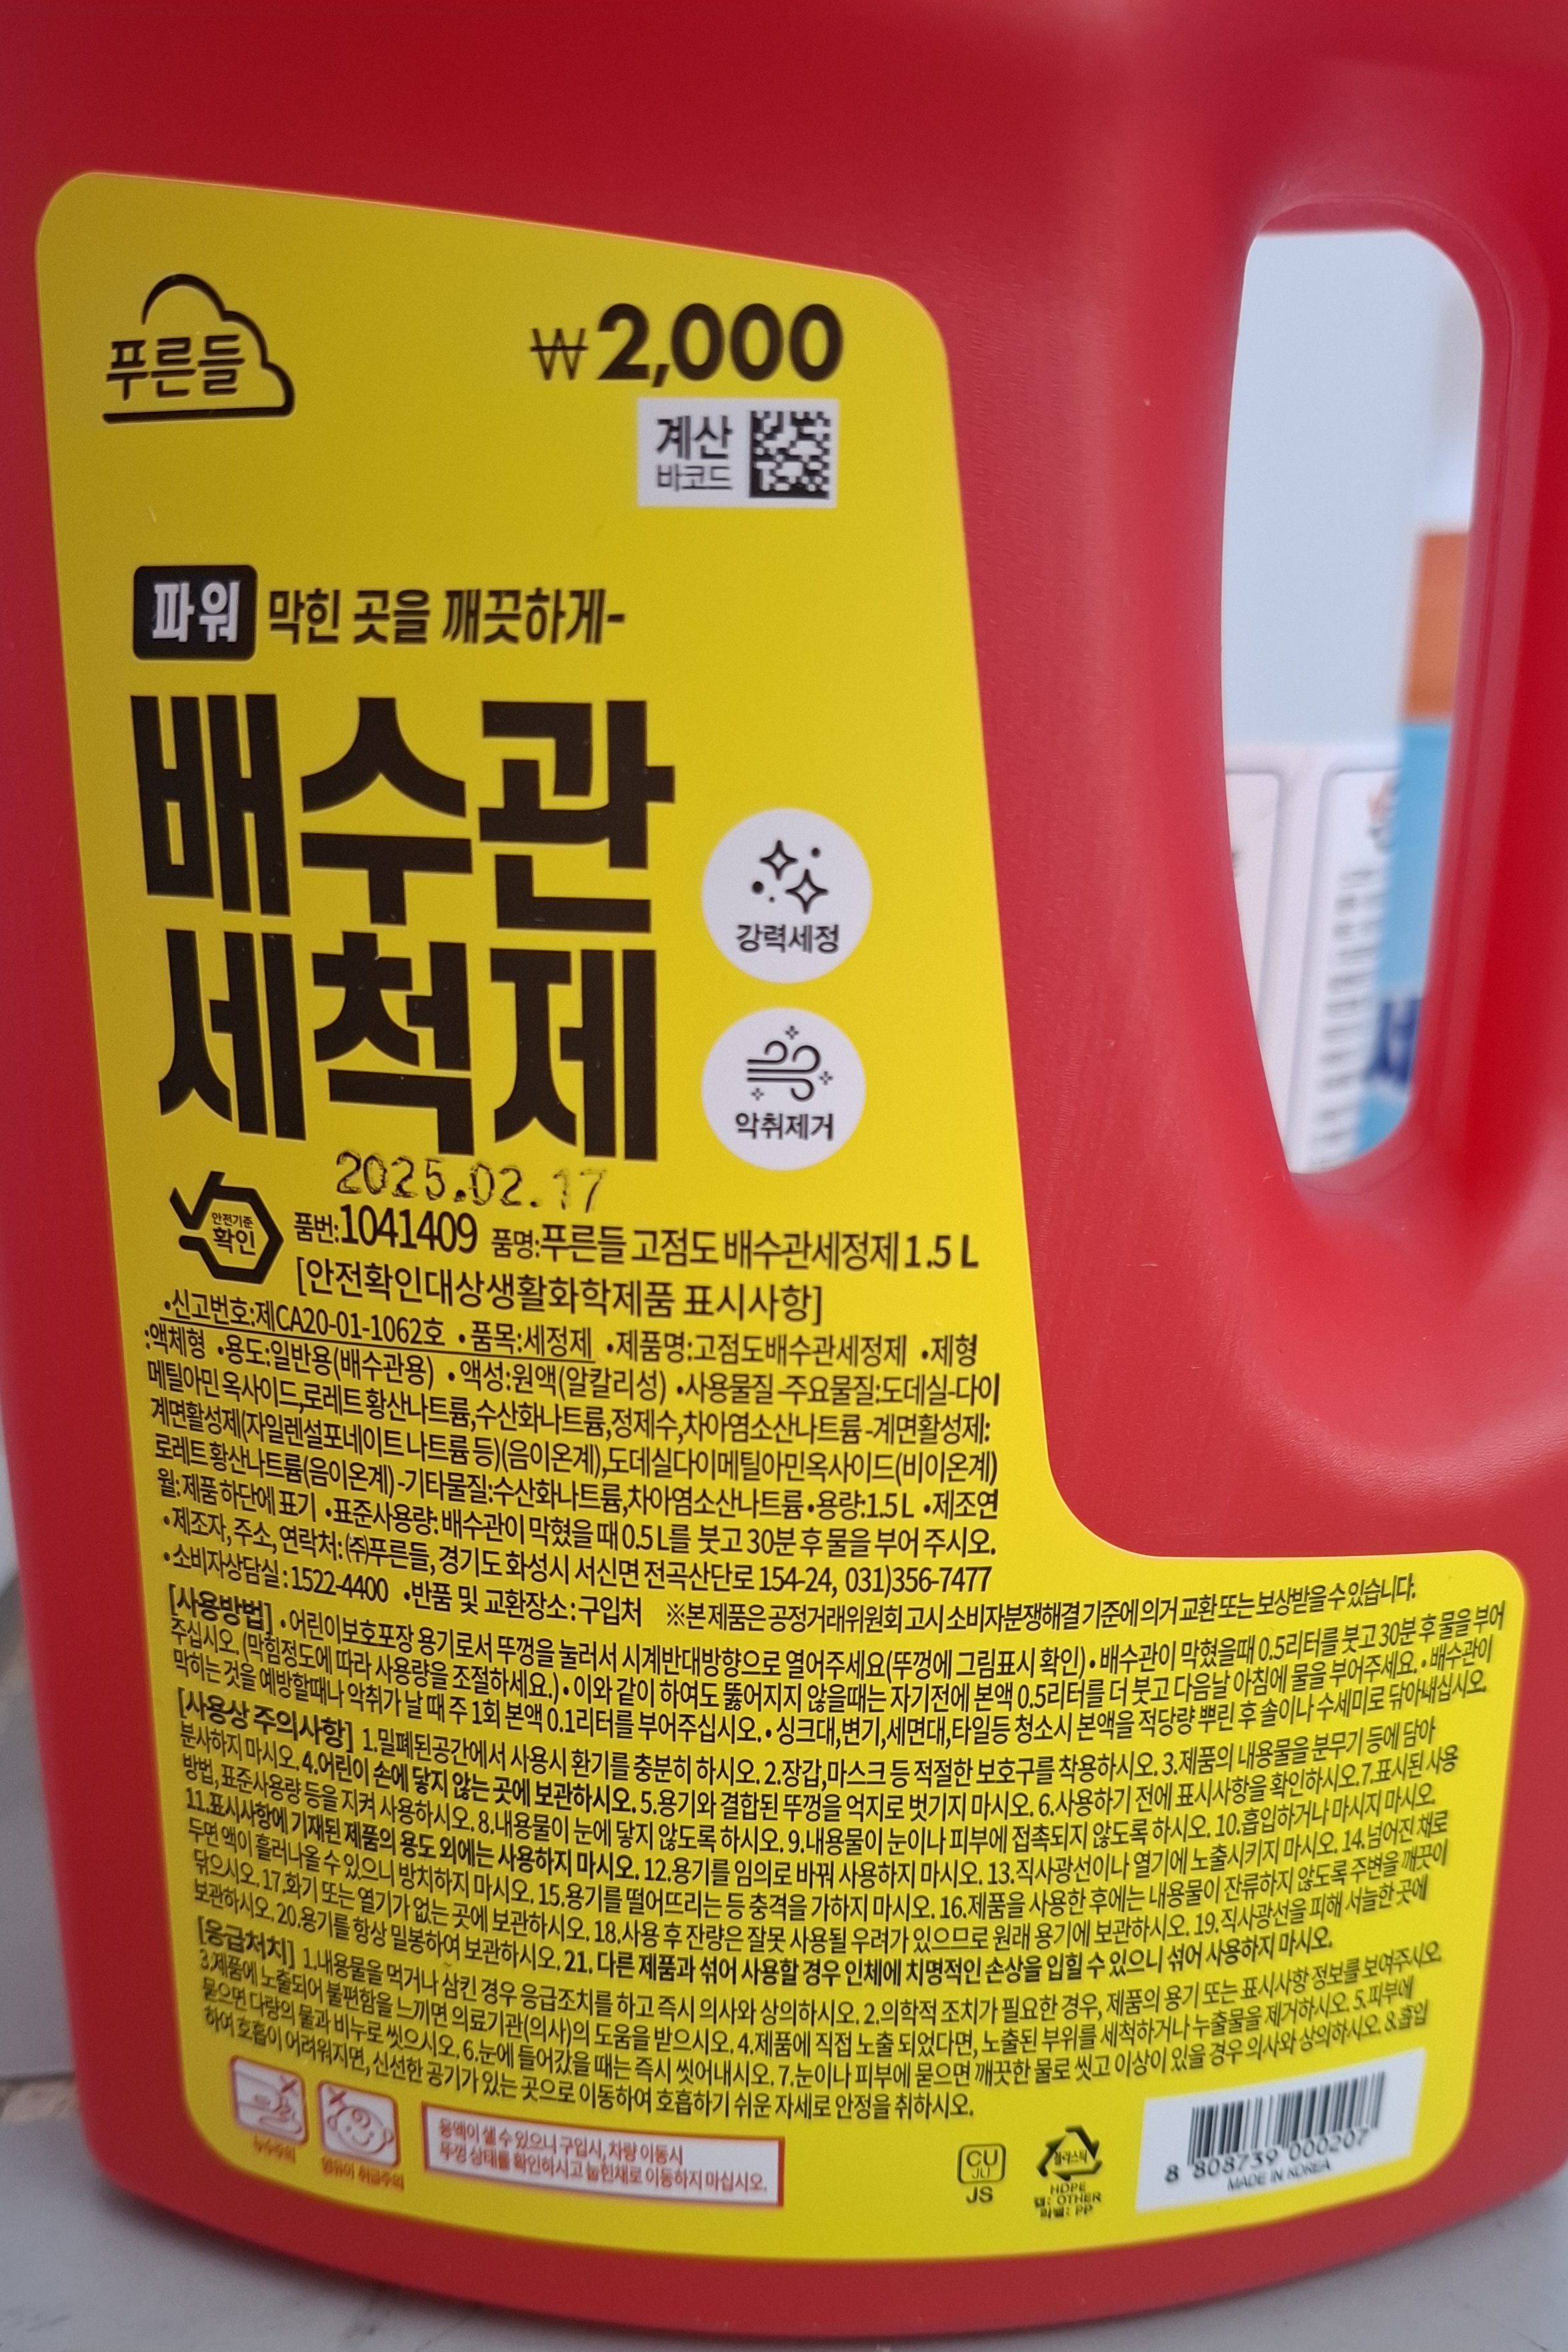 푸른들
₩2,000
계산
바코드
파워 막힌 곳을 깨끗하게-
배수관
세척제
강력세정
악취제거
2025.02.17
안전기준
확인
품번:1041409 품명:푸른들 고점도 배수관세정제 1.5 L
[안전확인대상생활화학제품 표시사항]
•신고번호:제CA20-01-1062호 •품목:세정제 •제품명:고점도배수관세정제 •제형
:액체형 •용도:일반용(배수관용) •액성:원액(알칼리성) •사용물질-주요물질:도데실-다이
메틸아민 옥사이드,로레트 황산나트륨,수산화나트륨,정제수,차아염소산나트륨 -계면활성제:
계면활성제(자일렌설포네이트 나트륨 등)(음이온계),도데실다이메틸아민옥사이드(비이온계)
로레트 황산나트륨(음이온계) -기타물질:수산화나트륨,차아염소산나트륨 •용량:1.5 L •제조연
월:제품 하단에 표기 •표준사용량: 배수관이 막혔을 때 0.5 L를 붓고 30분 후 물을 부어 주시오.
•제조자, 주소, 연락처: ㈜푸른들, 경기도 화성시 서신면 전곡산단로 154-24, 031)356-7477
•소비자상담실 : 1522-4400 •반품 및 교환장소 : 구입처 ※본 제품은 공정거래위원회 고시 소비자분쟁해결 기준에 의거 교환 또는 보상받을 수 있습니다.
[사용방법] •어린이보호포장 용기로서 뚜껑을 눌러서 시계반대방향으로 열어주세요(뚜껑에 그림표시 확인) • 배수관이 막혔을때 0.5리터를 붓고 30분 후 물을 부어
주십시오. (막힘정도에 따라 사용량을 조절하세요.) • 이와 같이 하여도 뚫어지지 않을때는 자기전에 본액 0.5리터를 더 붓고 다음날 아침에 물을 부어주세요. • 배수관이
막히는 것을 예방할때나 악취가 날 때 주 1회 본액 0.1리터를 부어주십시오. • 싱크대,변기,세면대,타일등 청소시 본액을 적당량 뿌린 후 솔이나 수세미로 닦아내십시오.
[사용상 주의사항] 1.밀폐된공간에서 사용시 환기를 충분히 하시오. 2.장갑,마스크 등 적절한 보호구를 착용하시오. 3.제품의 내용물을 분무기 등에 담아
분사하지 마시오. 4.어린이 손에 닿지 않는 곳에 보관하시오. 5.용기와 결합된 뚜껑을 억지로 벗기지 마시오. 6.사용하기 전에 표시사항을 확인하시오.7.표시된 사용
방법, 표준사용량 등을 지켜 사용하시오. 8.내용물이 눈에 닿지 않도록 하시오. 9.내용물이 눈이나 피부에 접촉되지 않도록 하시오. 10.흡입하거나 마시지 마시오.
11.표시사항에 기재된 제품의 용도 외에는 사용하지 마시오. 12.용기를 임의로 바꿔 사용하지 마시오. 13.직사광선이나 열기에 노출시키지 마시오. 14.넘어진 채로
두면 액이 흘러나올 수 있으니 방치하지 마시오. 15.용기를 떨어뜨리는 등 충격을 가하지 마시오. 16.제품을 사용한 후에는 내용물이 잔류하지 않도록 주변을 깨끗이
닦으시오. 17.화기 또는 열기가 없는 곳에 보관하시오. 18.사용 후 잔량은 잘못 사용될 우려가 있으므로 원래 용기에 보관하시오. 19.직사광선을 피해 서늘한 곳에
보관하시오. 20.용기를 항상 밀봉하여 보관하시오. 21. 다른 제품과 섞어 사용할 경우 인체에 치명적인 손상을 입힐 수 있으니 섞어 사용하지 마시오.
[응급처치] 1.내용물을 먹거나 삼킨 경우 응급조치를 하고 즉시 의사와 상의하시오. 2.의학적 조치가 필요한 경우, 제품의 용기 또는 표시사항 정보를 보여주시오.
3.제품에 노출되어 불편함을 느끼면 의료기관(의사)의 도움을 받으시오. 4.제품에 직접 노출 되었다면, 노출된 부위를 세척하거나 누출물을 제거하시오. 5.피부에
묻으면 다량의 물과 비누로 씻으시오. 6.눈에 들어갔을 때는 즉시 씻어내시오. 7.눈이나 피부에 묻으면 깨끗한 물로 씻고 이상이 있을 경우 의사와 상의하시오. 8.흡입
하여 호흡이 어려워지면, 신선한 공기가 있는 곳으로 이동하여 호흡하기 쉬운 자세로 안정을 취하시오.
누수주의
영유아 취급주의
용액이 샐 수 있으니 구입시, 차량 이동시
뚜껑 상태를 확인하시고 눕힌채로 이동하지 마십시오.
CU
JU
JS
플라스틱
HDPE
캡: OTHER
라벨: PP
8 808739 000207
MADE IN KOREA